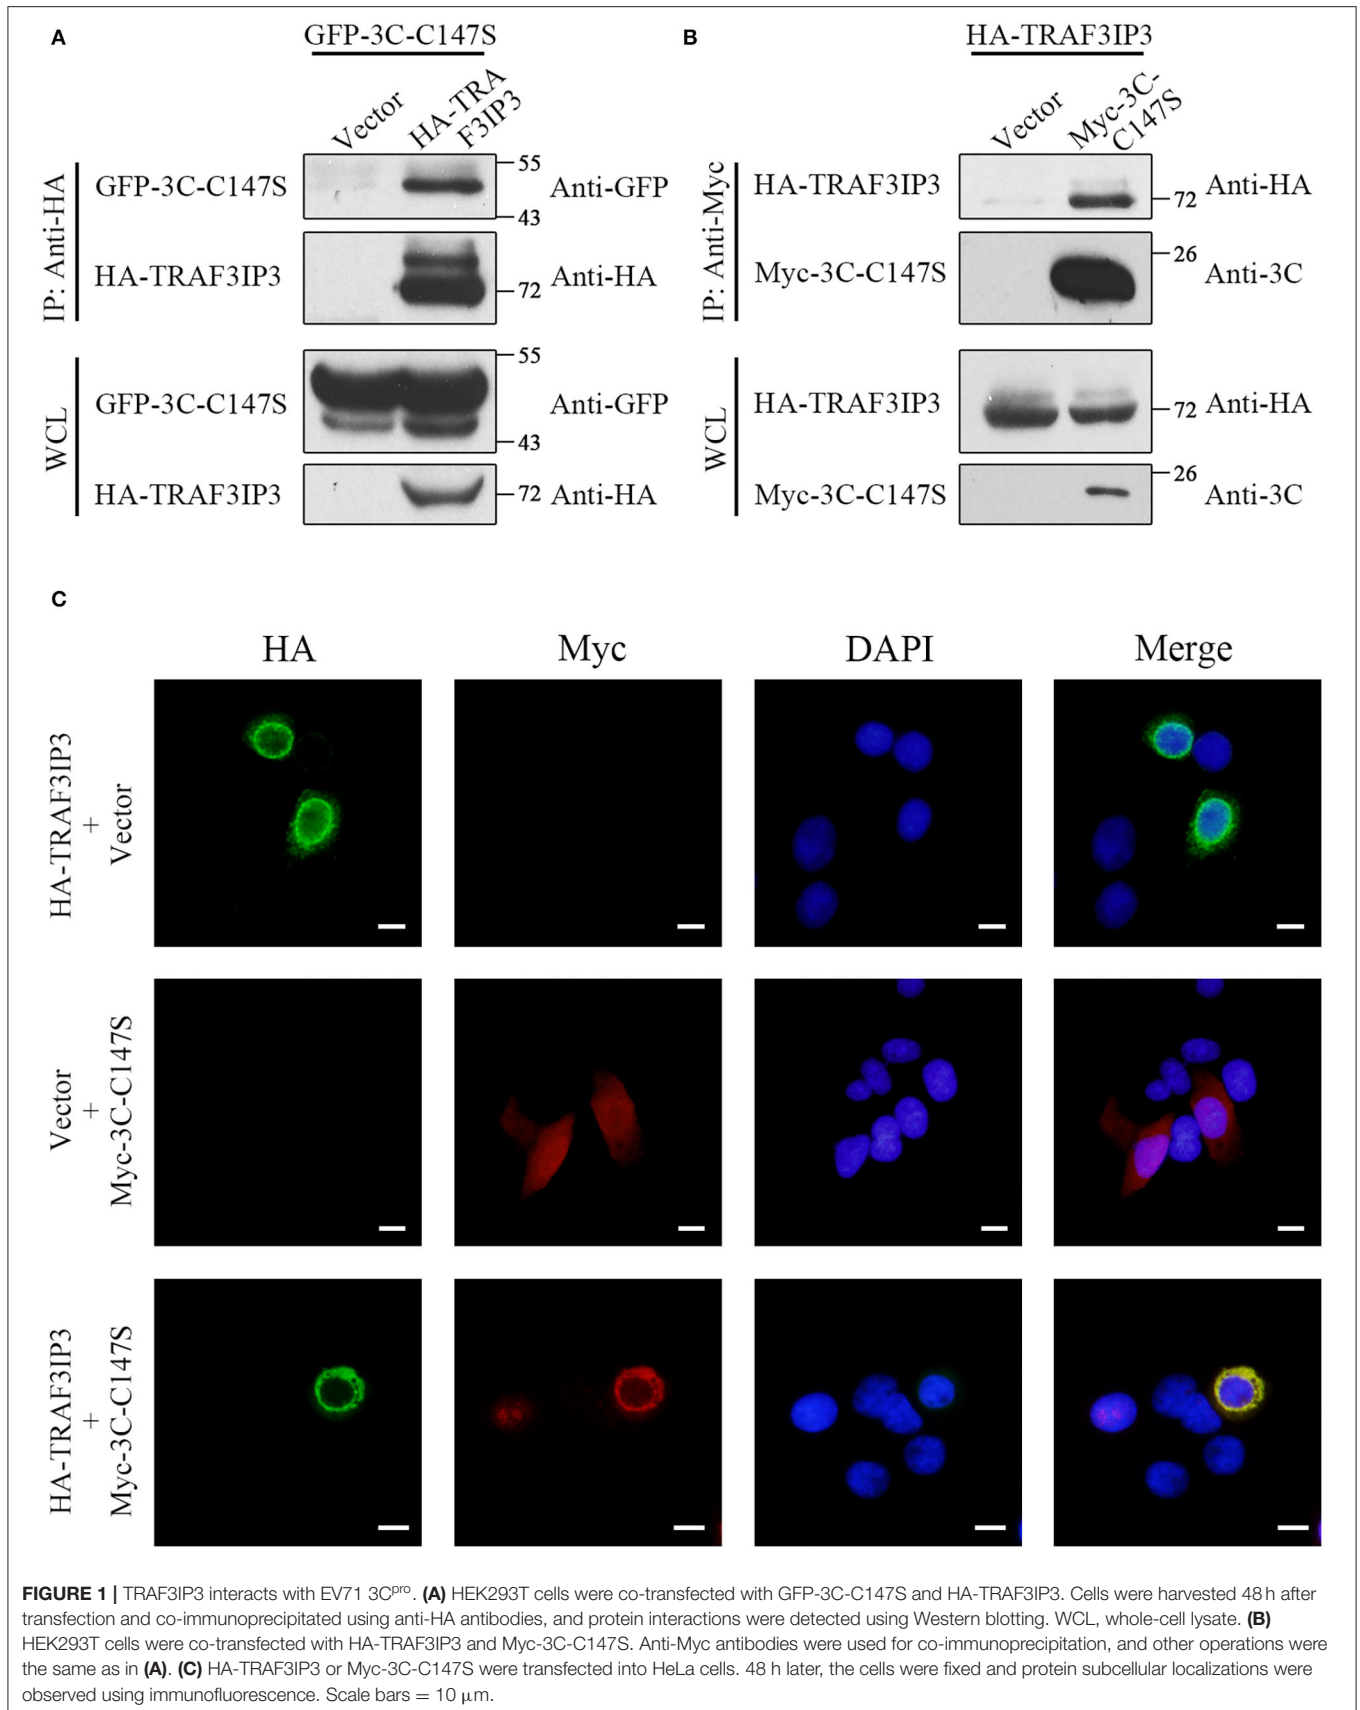 A
GFP-3C-C147S
Vector
HA-TRA
F3IP3
IP: Anti-HA
GFP-3C-C147S
55
43
Anti-GFP
HA-TRAF3IP3
72
Anti-HA
WCL
GFP-3C-C147S
55
43
Anti-GFP
HA-TRAF3IP3
72
Anti-HA
B
HA-TRAF3IP3
Vector
Myc-3C-
C147S
IP: Anti-Myc
HA-TRAF3IP3
72
Anti-HA
Myc-3C-C147S
26
Anti-3C
WCL
HA-TRAF3IP3
72
Anti-HA
Myc-3C-C147S
26
Anti-3C
C
HA Myc DAPI Merge
HA-TRAF3IP3
+
Vector
Vector
+
Myc-3C-C147S
HA-TRAF3IP3
+
Myc-3C-C147S
FIGURE 1 | TRAF3IP3 interacts with EV71 3Cpro. (A) HEK293T cells were co-transfected with GFP-3C-C147S and HA-TRAF3IP3. Cells were harvested 48 h after
transfection and co-immunoprecipitated using anti-HA antibodies, and protein interactions were detected using Western blotting. WCL, whole-cell lysate. (B)
HEK293T cells were co-transfected with HA-TRAF3IP3 and Myc-3C-C147S. Anti-Myc antibodies were used for co-immunoprecipitation, and other operations were
the same as in (A). (C) HA-TRAF3IP3 or Myc-3C-C147S were transfected into HeLa cells. 48 h later, the cells were fixed and protein subcellular localizations were
observed using immunofluorescence. Scale bars = 10 μm.